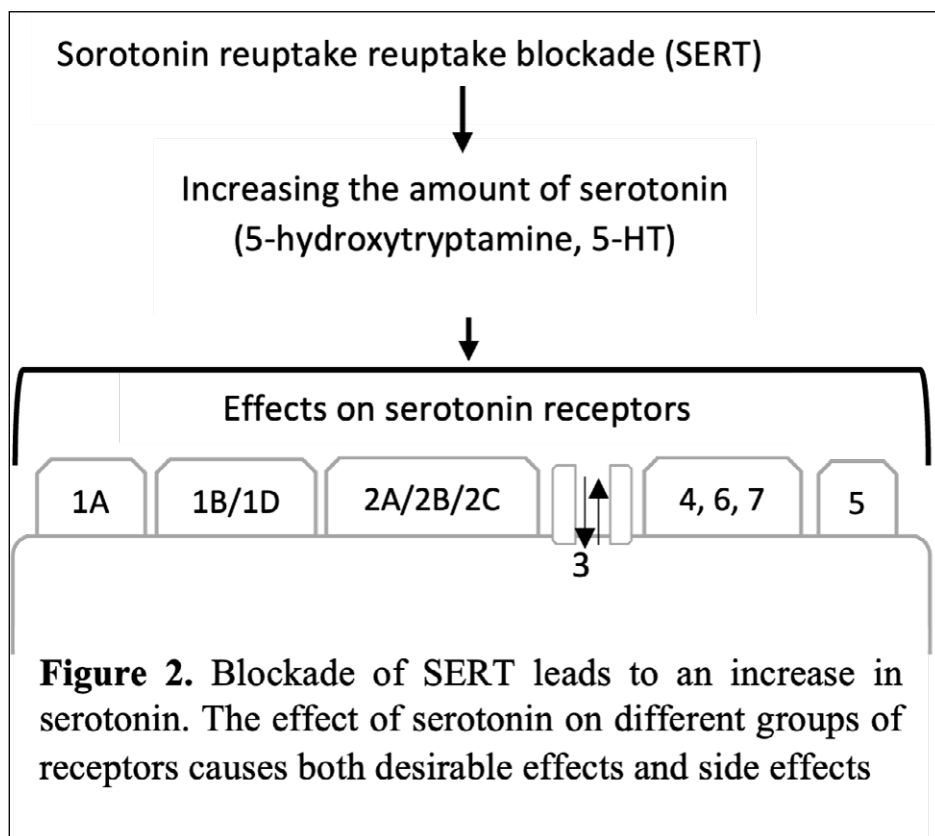 Sorotonin reuptake reuptake blockade (SERT)
Increasing the amount of serotonin
(5-hydroxytryptamine, 5-HT)
Effects on serotonin receptors
1A 1B/1D 2A/2B/2C 4, 6, 7 5
3
Figure 2. Blockade of SERT leads to an increase in
serotonin. The effect of serotonin on different groups of
receptors causes both desirable effects and side effects